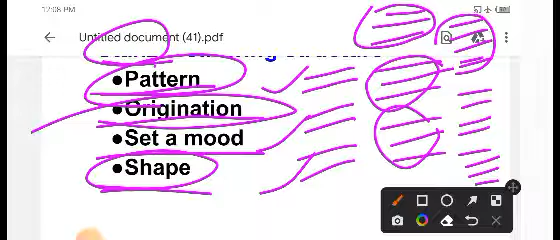 12:08 PM
Untitled document (41).pdf
•Pattern
•Origination
•Set a mood
•Shape